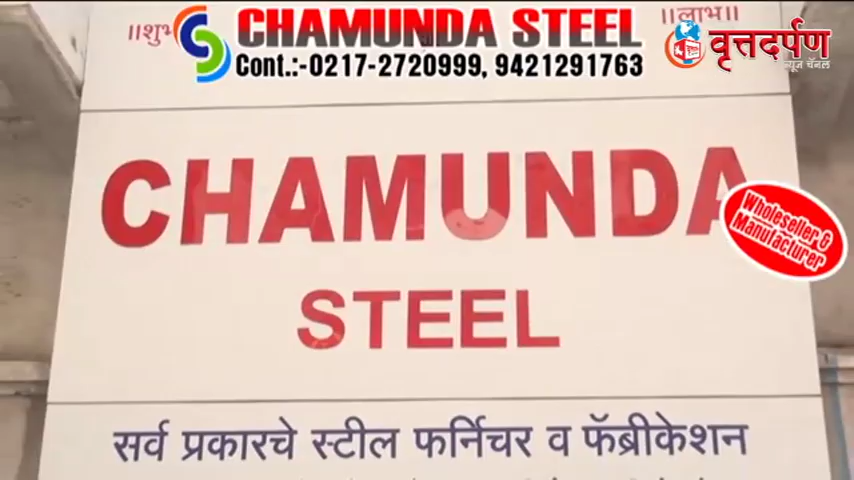 ॥शुभ
CHAMUNDA STEEL
॥लाभ॥
Cont.:-0217-2720999, 9421291763
वृत्तदर्पण
न्यूज चॅनल
CHAMUNDA
Wholeseller &
Manufacturer
STEEL
सर्व प्रकारचे स्टील फर्निचर व फॅब्रीकेशन